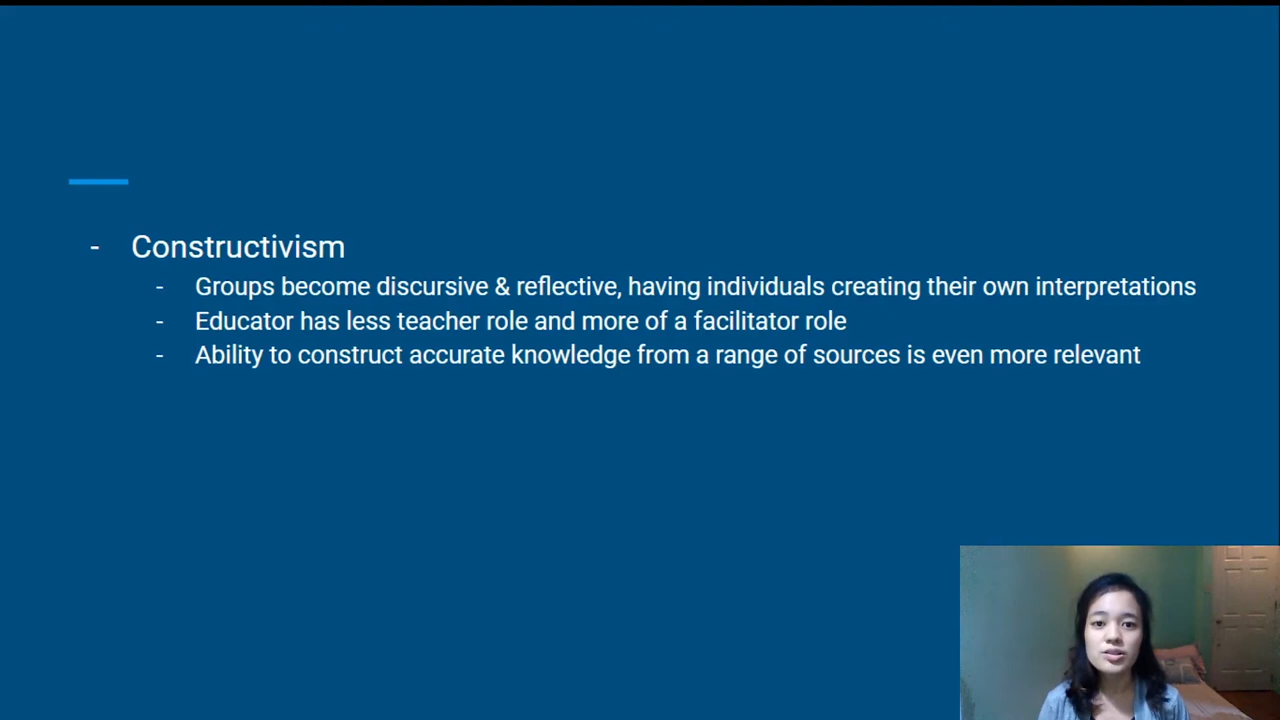 - Constructivism
- Groups become discursive & reflective, having individuals creating their own interpretations
- Educator has less teacher role and more of a facilitator role
- Ability to construct accurate knowledge from a range of sources is even more relevant